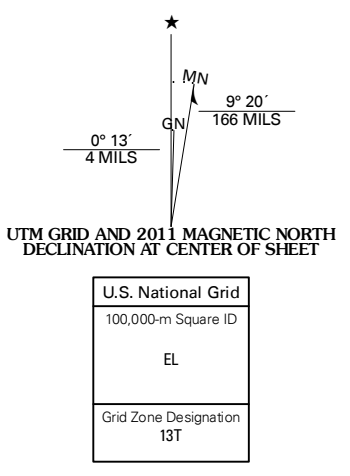 ★
MN
GN
9° 20´
166 MILS
0° 13´
4 MILS
UTM GRID AND 2011 MAGNETIC NORTH
DECLINATION AT CENTER OF SHEET
U.S. National Grid
100,000-m Square ID
EL
Grid Zone Designation
13T